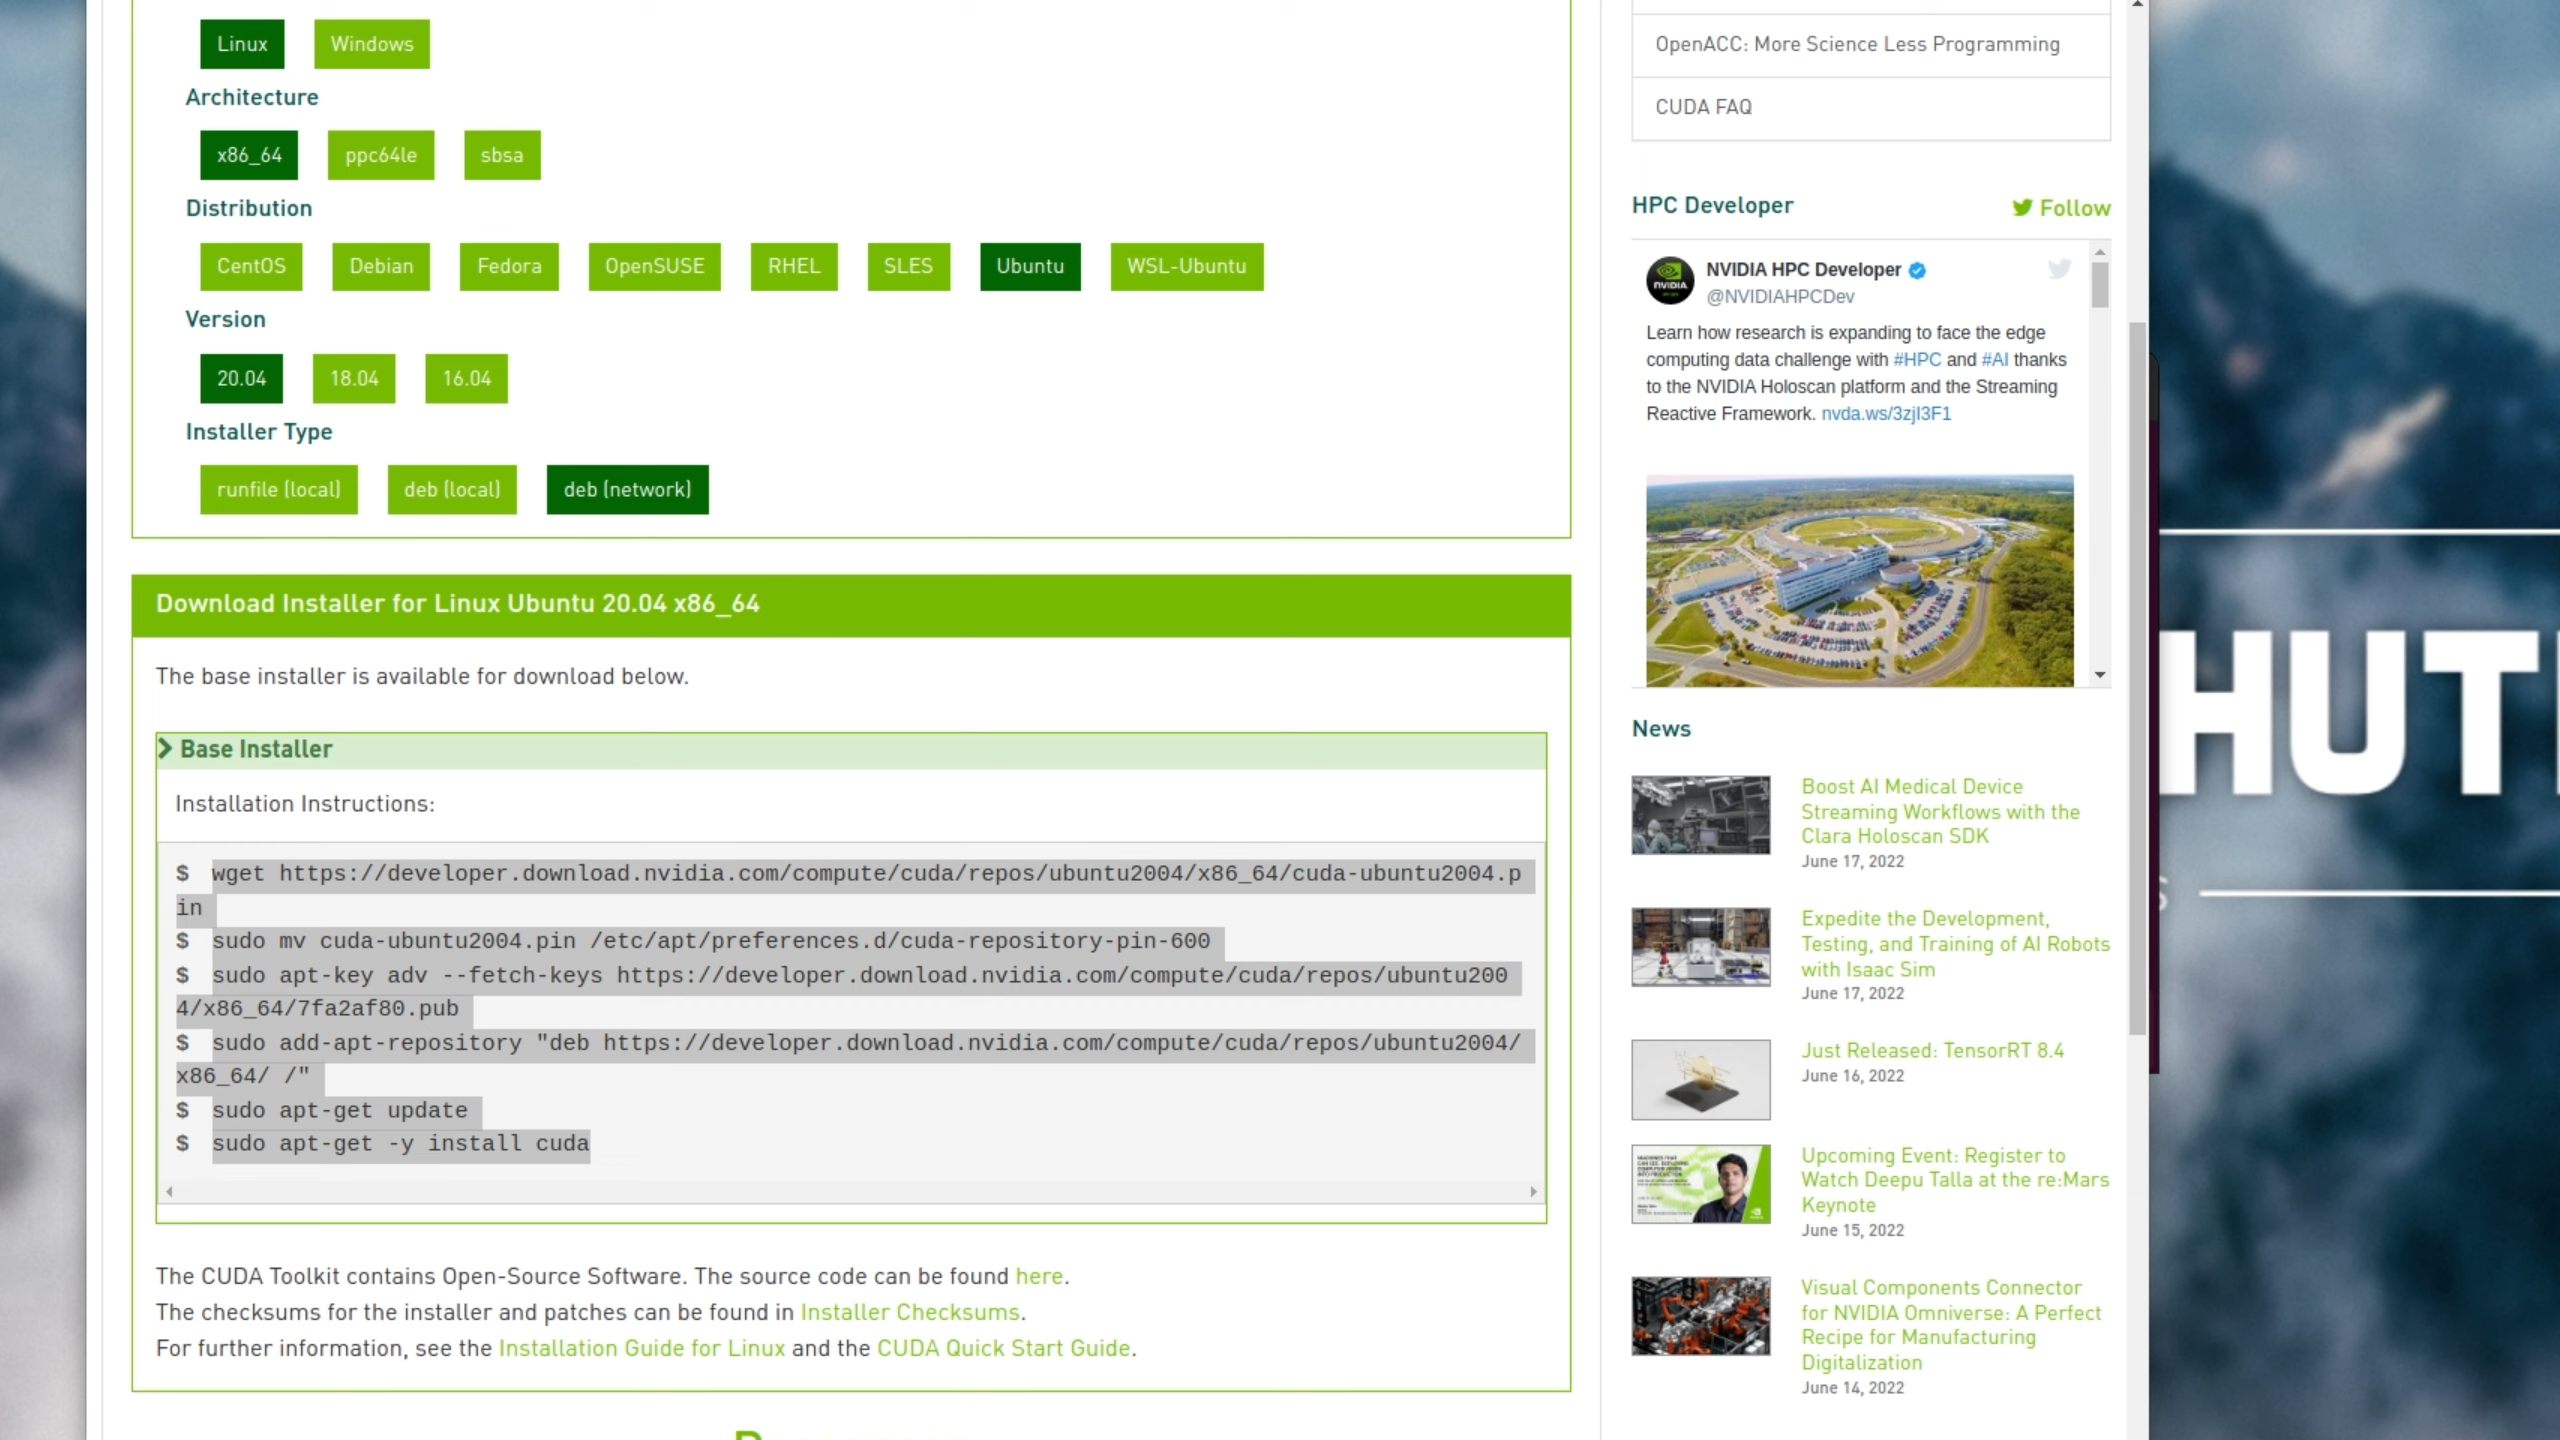 Linux Windows
Architecture
x86_64 ppc64le sbsa
Distribution
CentOS Debian Fedora OpenSUSE RHEL SLES Ubuntu WSL-Ubuntu
Version
20.04 18.04 16.04
Installer Type
runfile (local) deb (local) deb (network)
Download Installer for Linux Ubuntu 20.04 x86_64
The base installer is available for download below.
Base Installer
Installation Instructions:
$ wget https://developer.download.nvidia.com/compute/cuda/repos/ubuntu2004/x86_64/cuda-ubuntu2004.p
in
$ sudo mv cuda-ubuntu2004.pin /etc/apt/preferences.d/cuda-repository-pin-600
$ sudo apt-key adv --fetch-keys https://developer.download.nvidia.com/compute/cuda/repos/ubuntu200
4/x86_64/7fa2af80.pub
$ sudo add-apt-repository "deb https://developer.download.nvidia.com/compute/cuda/repos/ubuntu2004/
x86_64/ /"
$ sudo apt-get update
$ sudo apt-get -y install cuda
The CUDA Toolkit contains Open-Source Software. The source code can be found here.
The checksums for the installer and patches can be found in Installer Checksums.
For further information, see the Installation Guide for Linux and the CUDA Quick Start Guide.
OpenACC: More Science Less Programming
CUDA FAQ
HPC Developer
Follow
NVIDIA
NVIDIA HPC Developer
@NVIDIAHPCDev
Learn how research is expanding to face the edge
computing data challenge with #HPC and #AI thanks
to the NVIDIA Holoscan platform and the Streaming
Reactive Framework. nvda.ws/3zjI3F1
News
Boost AI Medical Device
Streaming Workflows with the
Clara Holoscan SDK
June 17, 2022
Expedite the Development,
Testing, and Training of AI Robots
with Isaac Sim
June 17, 2022
Just Released: TensorRT 8.4
June 16, 2022
Upcoming Event: Register to
Watch Deepu Talla at the re:Mars
Keynote
June 15, 2022
Visual Components Connector
for NVIDIA Omniverse: A Perfect
Recipe for Manufacturing
Digitalization
June 14, 2022
HUT